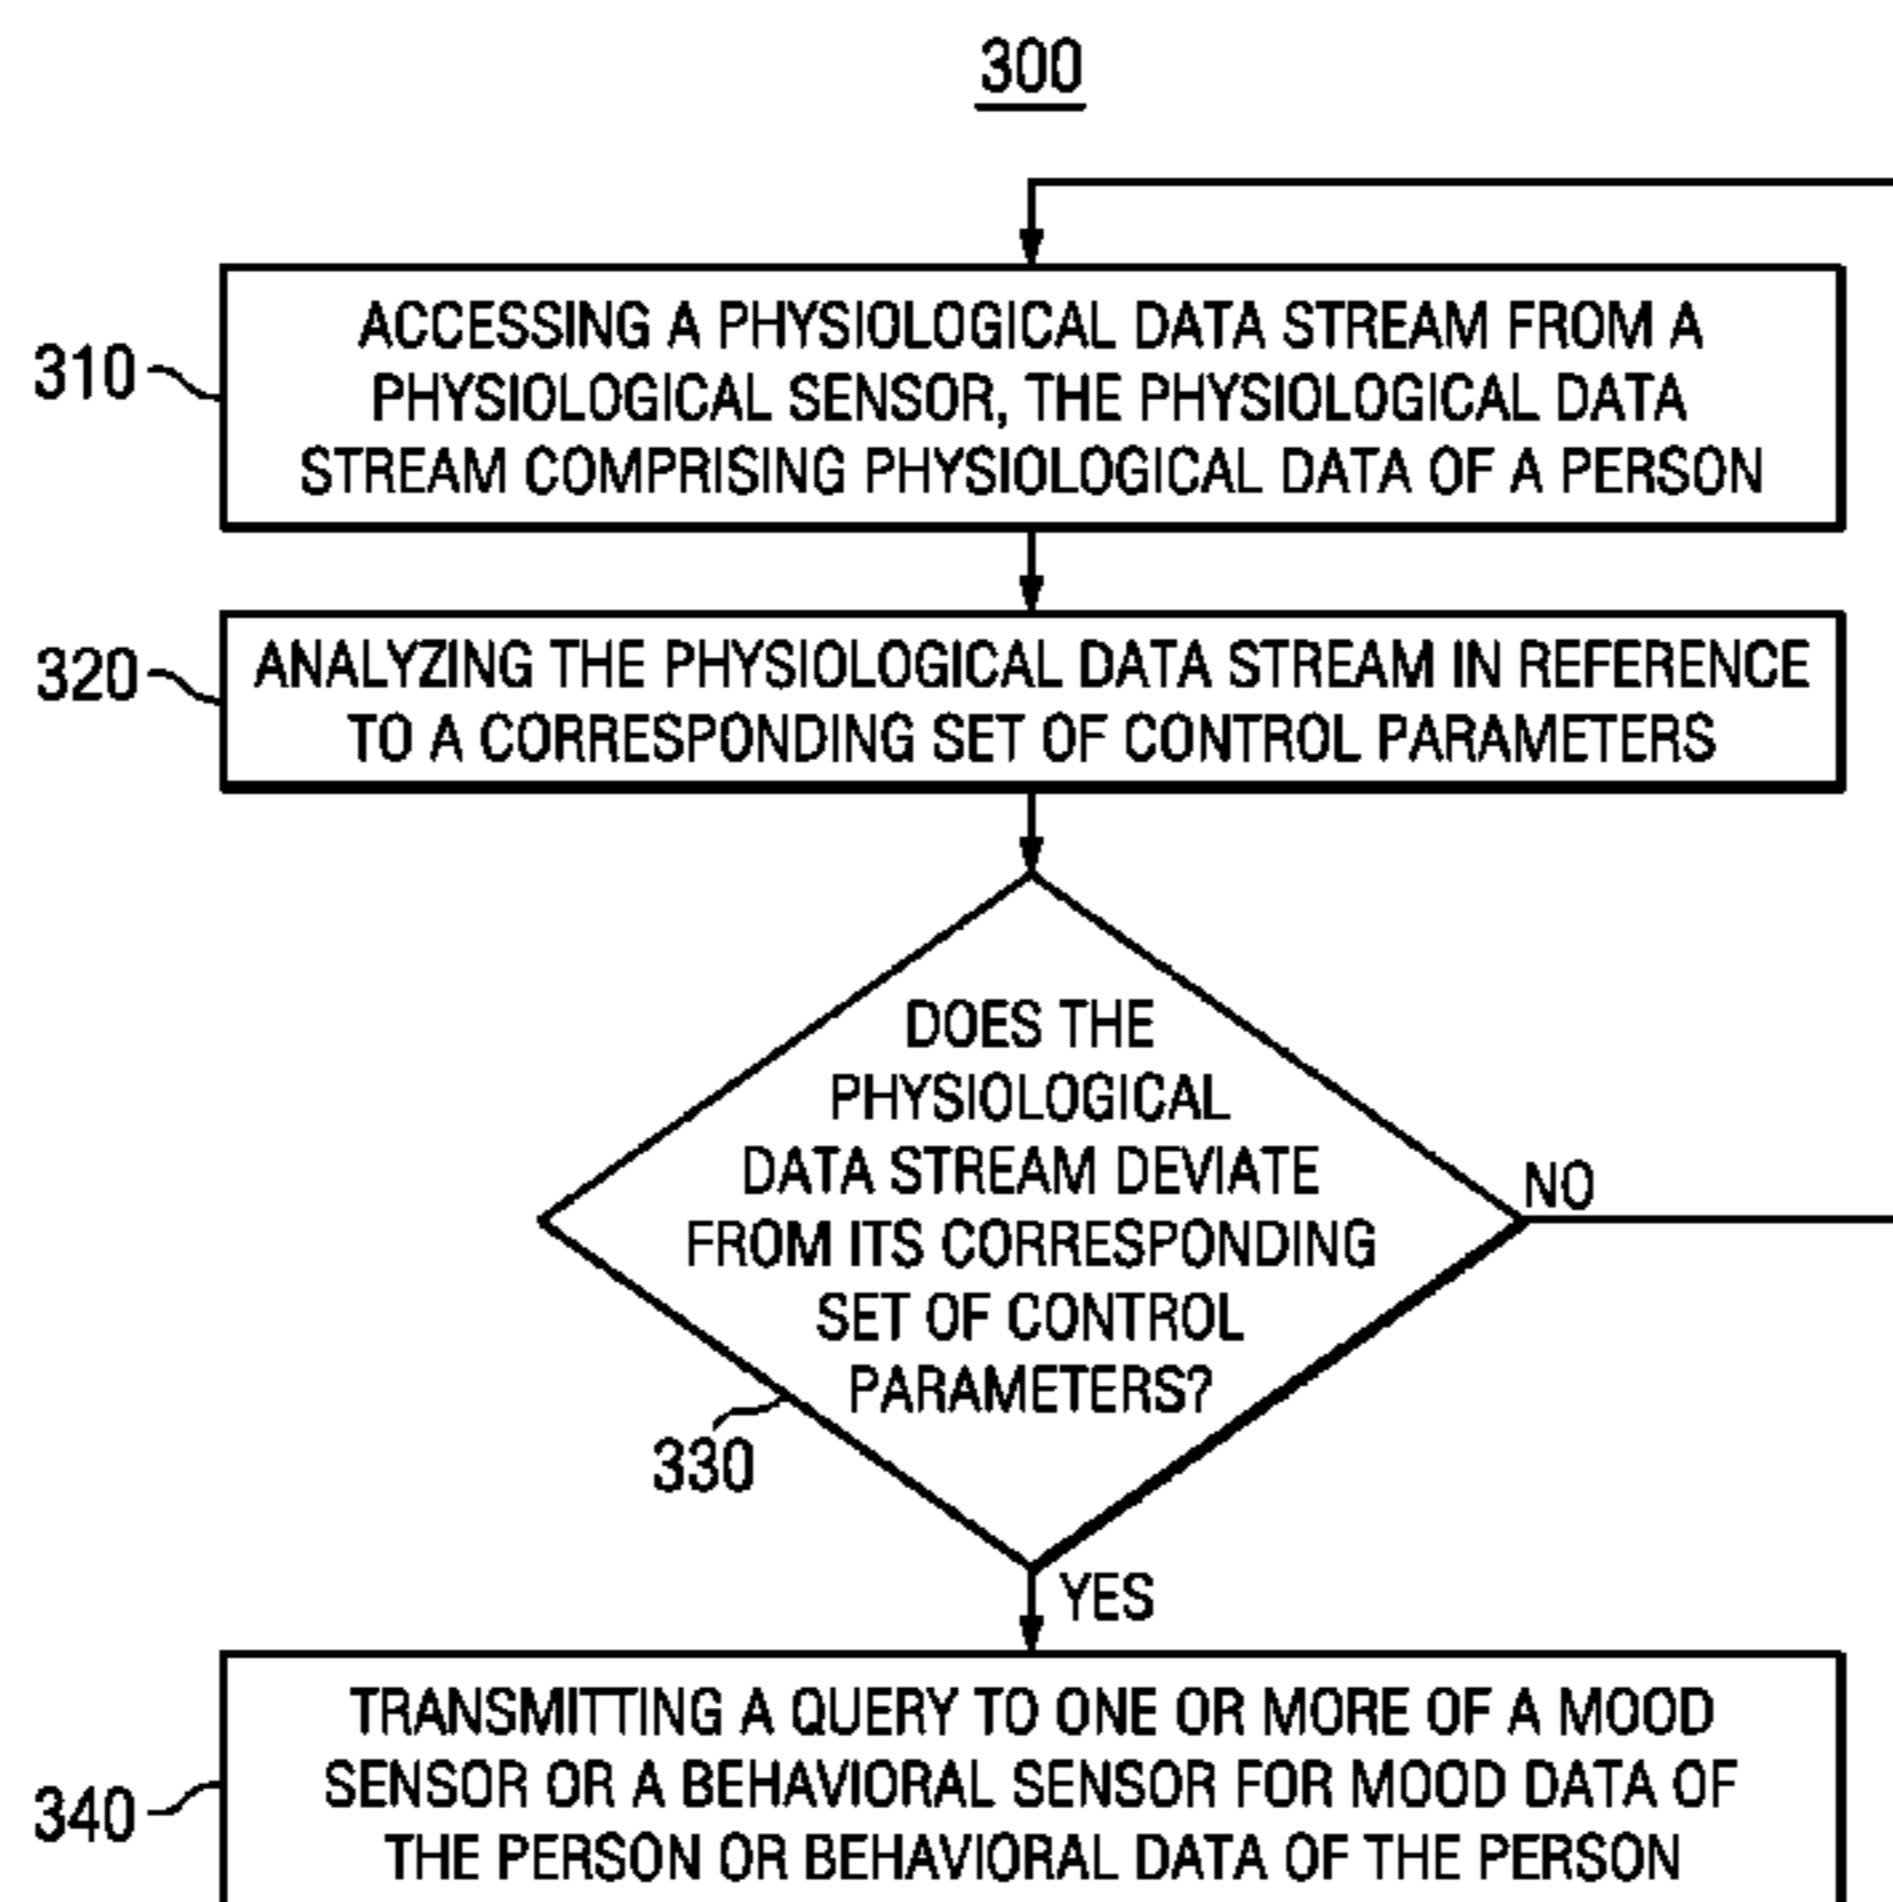 300
310
ACCESSING A PHYSIOLOGICAL DATA STREAM FROM A
PHYSIOLOGICAL SENSOR, THE PHYSIOLOGICAL DATA
STREAM COMPRISING PHYSIOLOGICAL DATA OF A PERSON
320
ANALYZING THE PHYSIOLOGICAL DATA STREAM IN REFERENCE
TO A CORRESPONDING SET OF CONTROL PARAMETERS
DOES THE
PHYSIOLOGICAL
DATA STREAM DEVIATE
FROM ITS CORRESPONDING
SET OF CONTROL
PARAMETERS?
NO
330
YES
340
TRANSMITTING A QUERY TO ONE OR MORE OF A MOOD
SENSOR OR A BEHAVIORAL SENSOR FOR MOOD DATA OF
THE PERSON OR BEHAVIORAL DATA OF THE PERSON